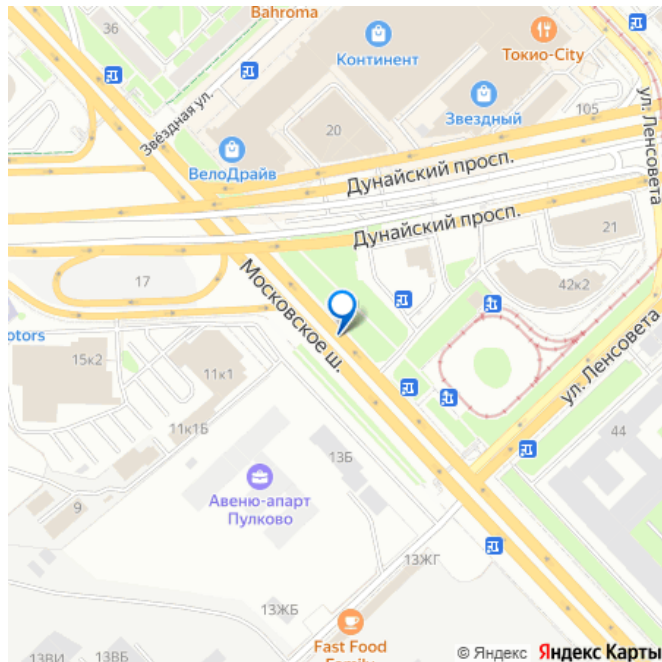 Bahroma
36
Континент
Токио-City
Звёздная ул.
Звездный
105
20
ВелоДрайв
ул. Ленсовета
Дунайский просп.
Дунайский просп.
21
17
42к2
Московское ш.
otors
15к2
11к1
ул. Ленсовета
11к1Б
44
13Б
Авеню-апарт
Пулково
9
13ЖГ
13ЖБ
Fast Food
Family
13ВИ
13ВБ
© Яндекс Яндекс Карты